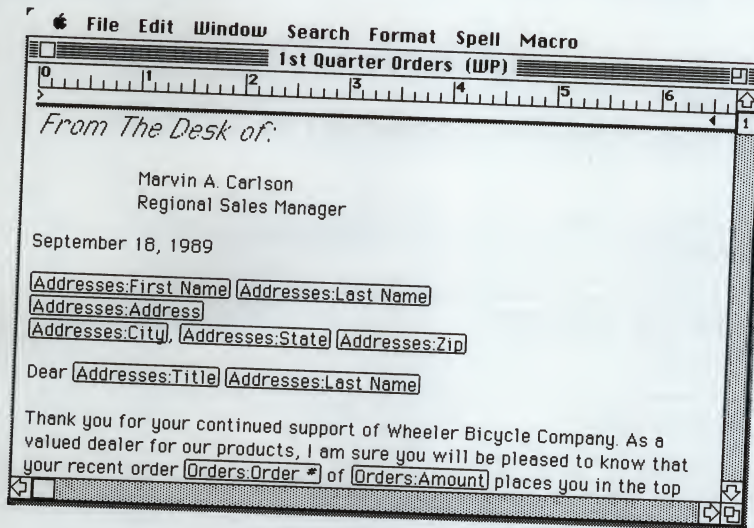 File Edit Window Search Format Spell Macro
1st Quarter Orders (WP)
0 1 2 3 4 5 6
1
From The Desk of:
Marvin A. Carlson
Regional Sales Manager
September 18, 1989
Addresses:First Name Addresses:Last Name
Addresses:Address
Addresses:City, Addresses:State Addresses:Zip
Dear Addresses:Title Addresses:Last Name
Thank you for your continued support of Wheeler Bicycle Company. As a
valued dealer for our products, I am sure you will be pleased to know that
your recent order Orders:Order # of Orders:Amount places you in the top